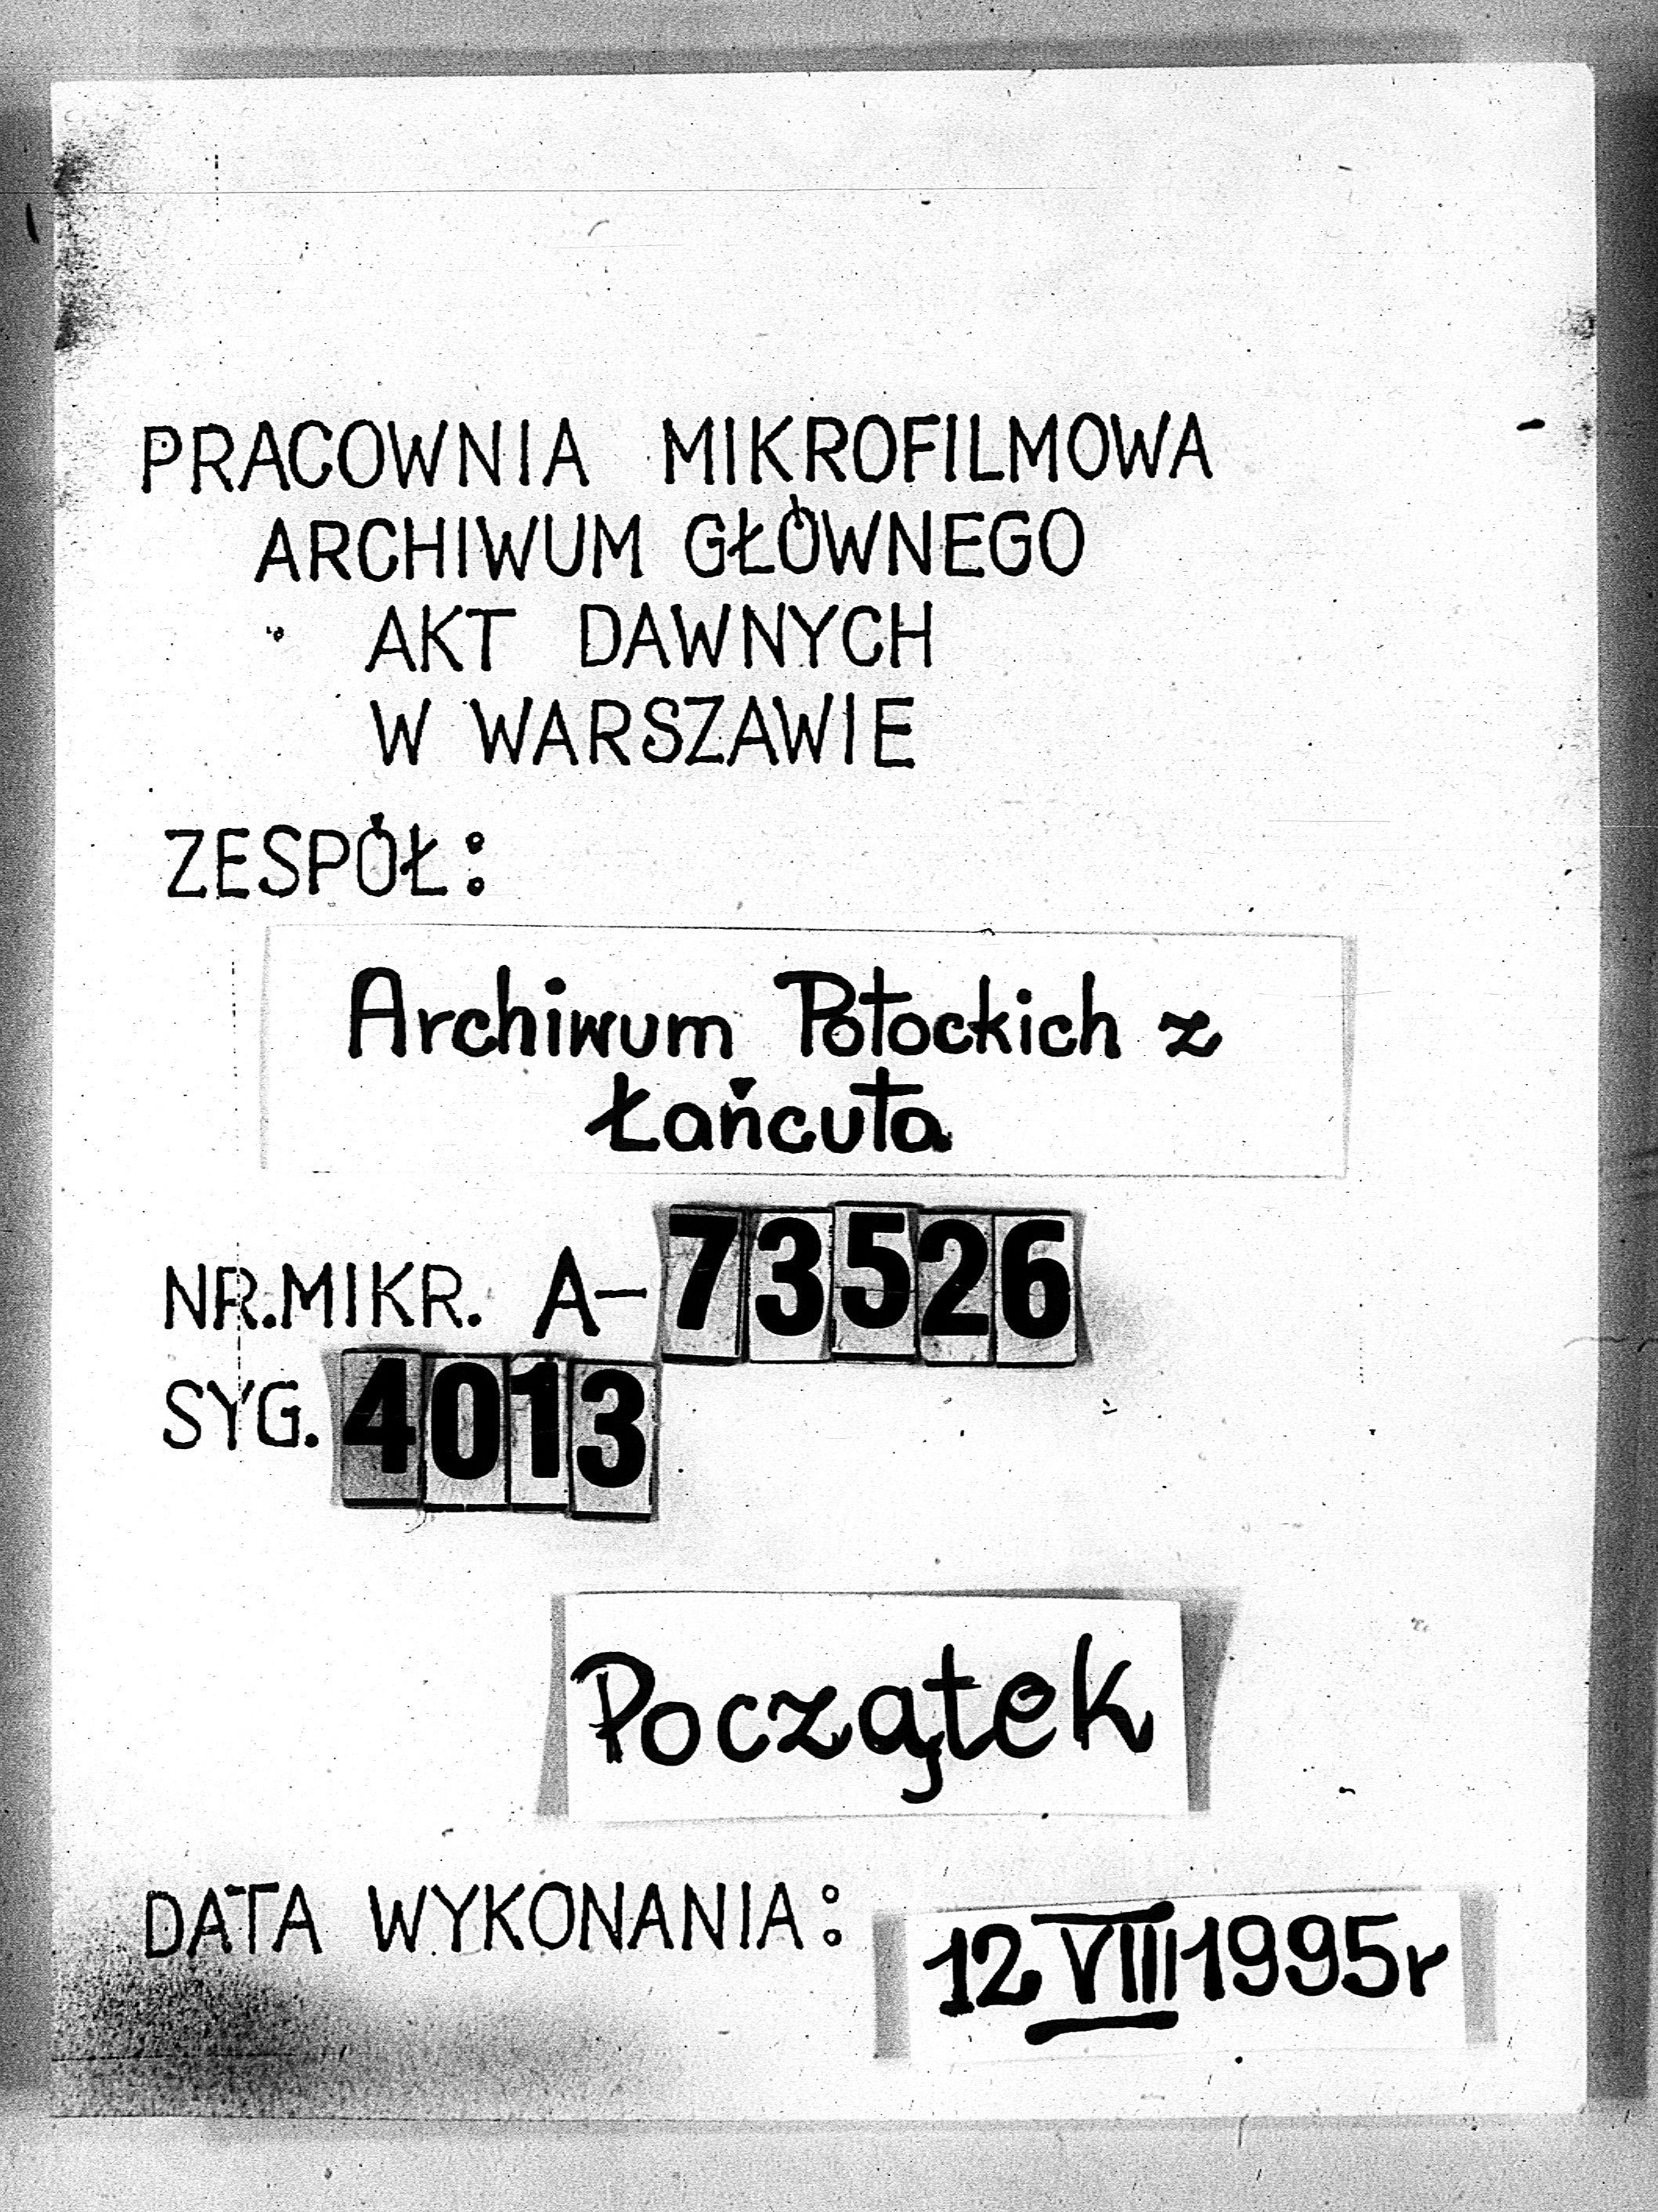 PRACOWNIA MIKROFILMOWA
ARCHIWUM GŁÓWNEGO
AKT DAWNYCH
W WARSZAWIE
ZESPÓŁ:
Archiwum Potockich z
Łańcuta
NR.MIKR. A-73526
SYG. 4013
Początek
DATA WYKONANIA: 12 VIII 1995r